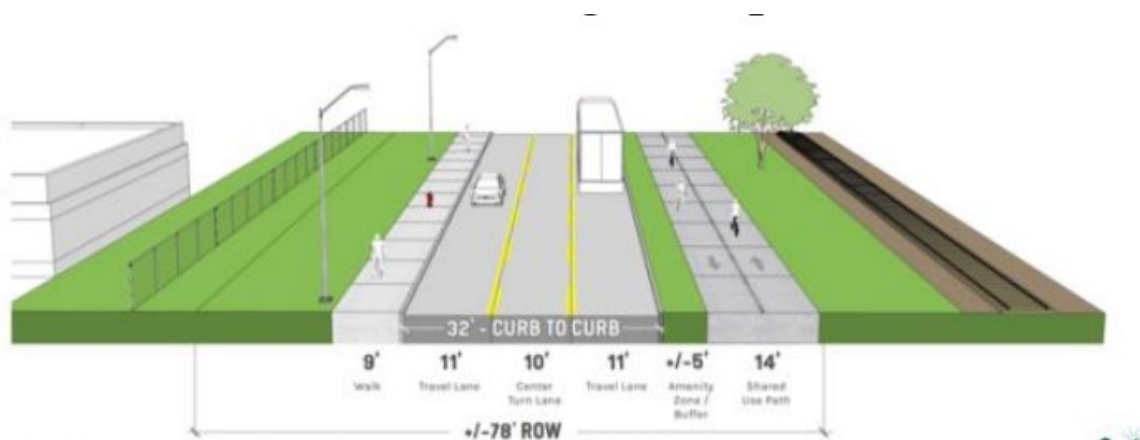 32' - CURB TO CURB
9' 11' 10' 11' +/-5' 14'
Walk Travel Lane Center Travel Lane Amenity Shared
Turn Lane Zone / Use Path
Buffer
+/-78' ROW